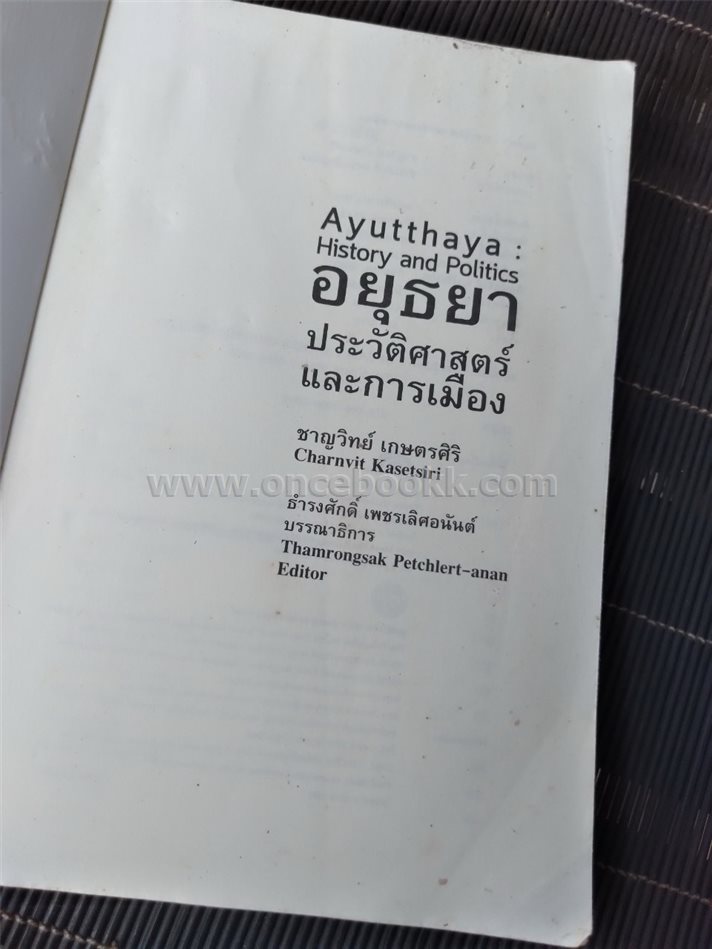 Ayutthaya :
History and Politics
อยุธยา
ประวัติศาสตร์
และการเมือง
ชาญวิทย์ เกษตรศิริ
Charnvit Kasetsiri
www.oncebookk.com
ธำรงศักดิ์ เพชรเลิศอนันต์
บรรณาธิการ
Thamrongsak Petchlert-anan
Editor